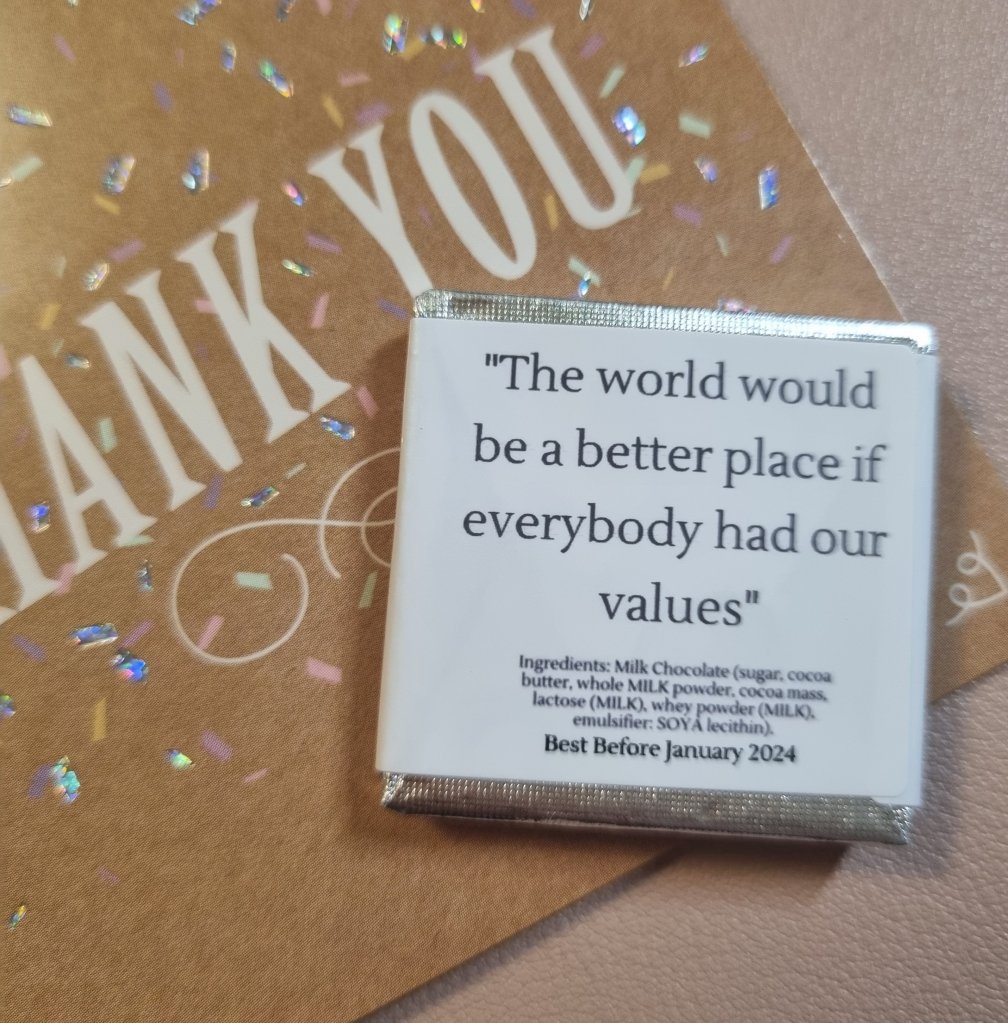 HANK YOU
"The world would
be a better place if
everybody had our
values"
Ingredients: Milk Chocolate (sugar, cocoa
butter, whole MILK powder, cocoa mass,
lactose (MILK), whey powder (MILK),
emulsifier: SOYA lecithin).
Best Before January 2024